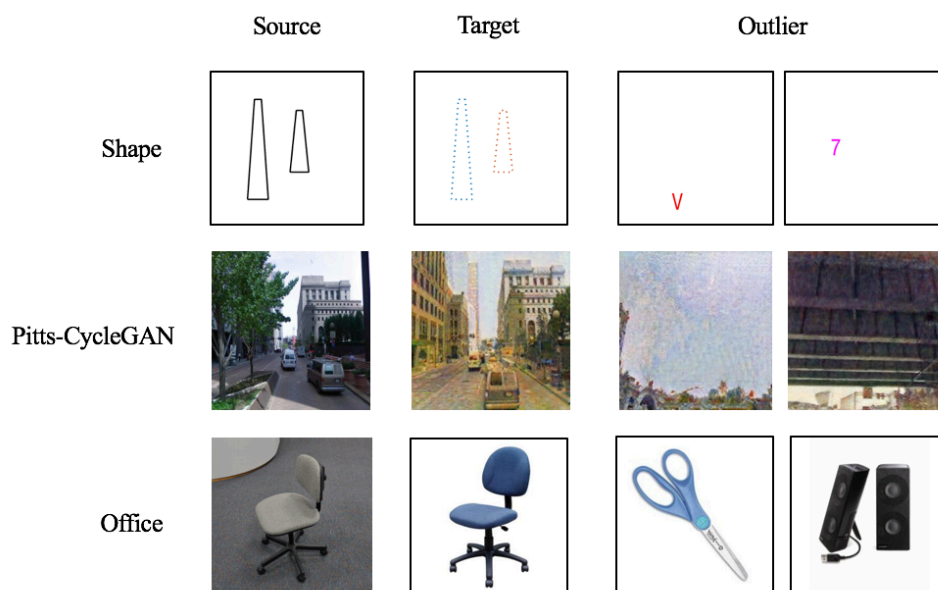 Source Target Outlier
Shape
V
7
Pitts-CycleGAN
Office